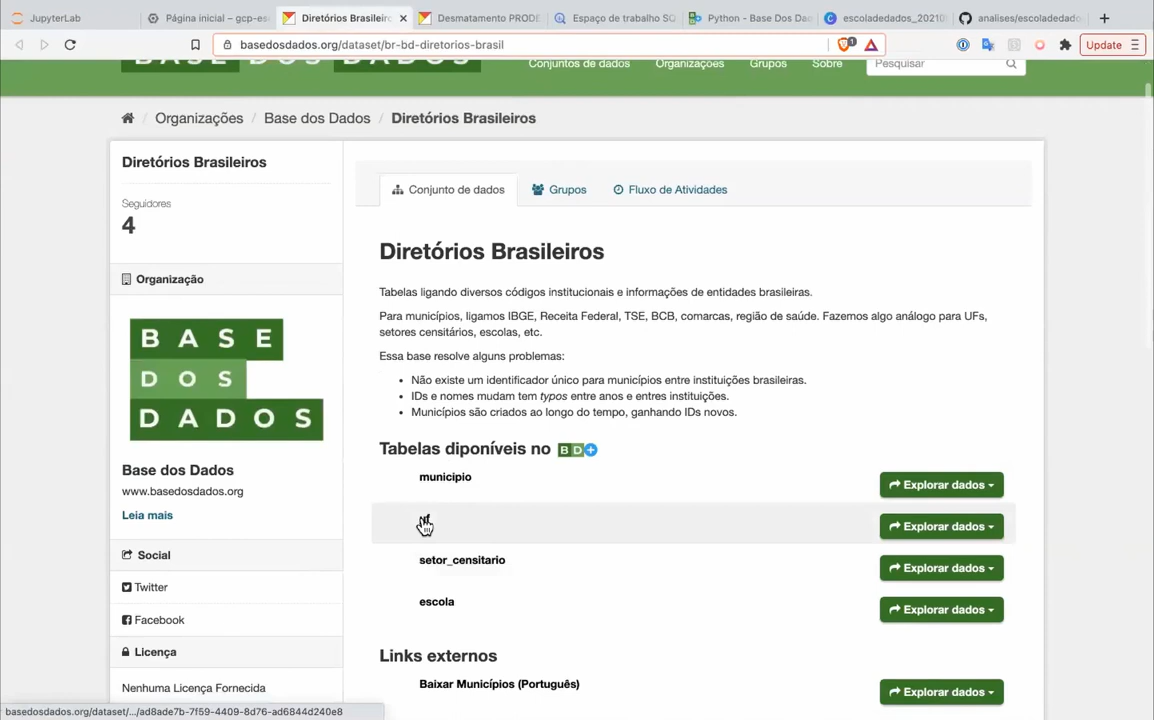 JupyterLab
Página inicial – gcp-es
Diretórios Brasileiro
Desmatamento PRODE
Espaço de trabalho SQ
Python - Base Dos Da
escoladedados_20210
analises/escoladedado
basedosdados.org/dataset/br-bd-diretorios-brasil
Update
BASE DOS DADOS
Conjuntos de dados
Organizações
Grupos
Sobre
Pesquisar
/ Organizações / Base dos Dados / Diretórios Brasileiros
Diretórios Brasileiros
Seguidores
4
Organização
BASE
DOS
DADOS
Base dos Dados
www.basedosdados.org
Leia mais
Social
Twitter
Facebook
Licença
Nenhuma Licença Fornecida
Conjunto de dados
Grupos
Fluxo de Atividades
Diretórios Brasileiros
Tabelas ligando diversos códigos institucionais e informações de entidades brasileiras.
Para municípios, ligamos IBGE, Receita Federal, TSE, BCB, comarcas, região de saúde. Fazemos algo análogo para UFs,
setores censitários, escolas, etc.
Essa base resolve alguns problemas:
• Não existe um identificador único para municípios entre instituições brasileiras.
• IDs e nomes mudam tem typos entre anos e entres instituições.
• Municípios são criados ao longo do tempo, ganhando IDs novos.
Tabelas diponíveis no BD+
municipio
Explorar dados
Explorar dados
setor_censitario
Explorar dados
escola
Explorar dados
Links externos
Baixar Municípios (Português)
Explorar dados
basedosdados.org/dataset/.../ad8ade7b-7f59-4409-8d76-ad6844d240e8